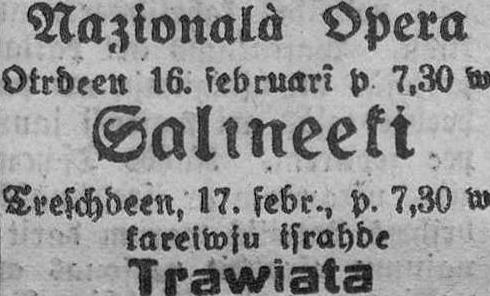 Nazionalà Opera
Otrdeen 16. februarî p. 7,30 w
Salineeki
Treschdeen, 17. febr., p. 7,30 w
kareiwju israhde
Trawiata